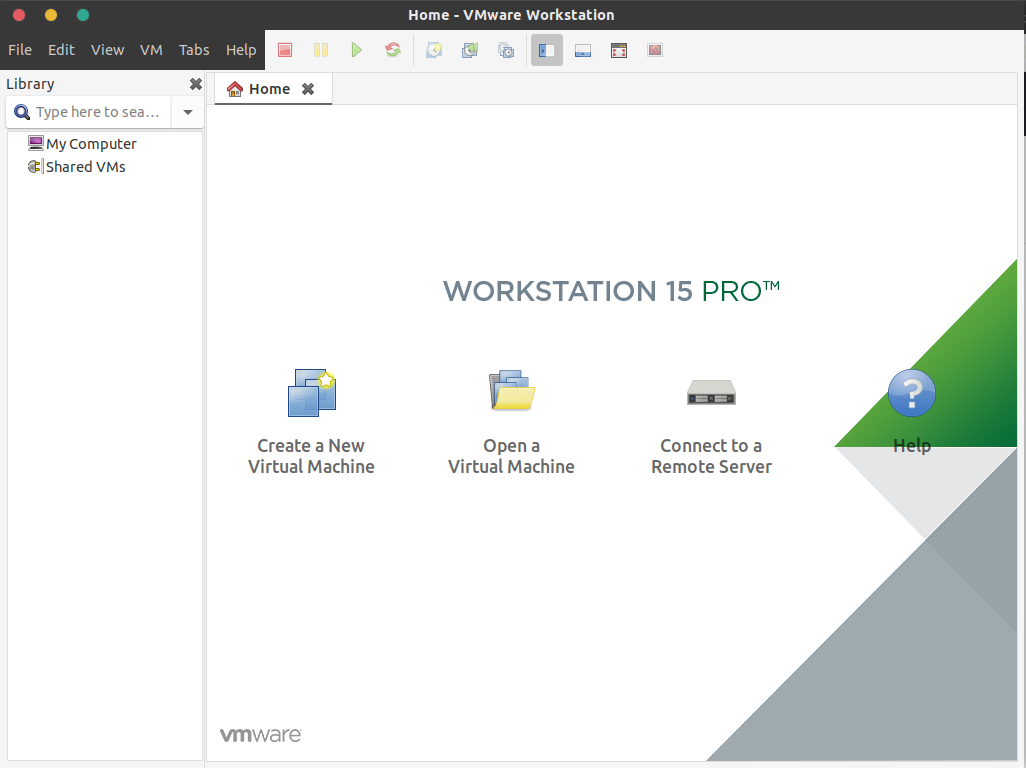 Home - VMware Workstation
File Edit View VM Tabs Help
Library
Home
Type here to sea...
My Computer
Shared VMs
WORKSTATION 15 PRO™
Create a New
Virtual Machine
Open a
Virtual Machine
Connect to a
Remote Server
Help
vmware